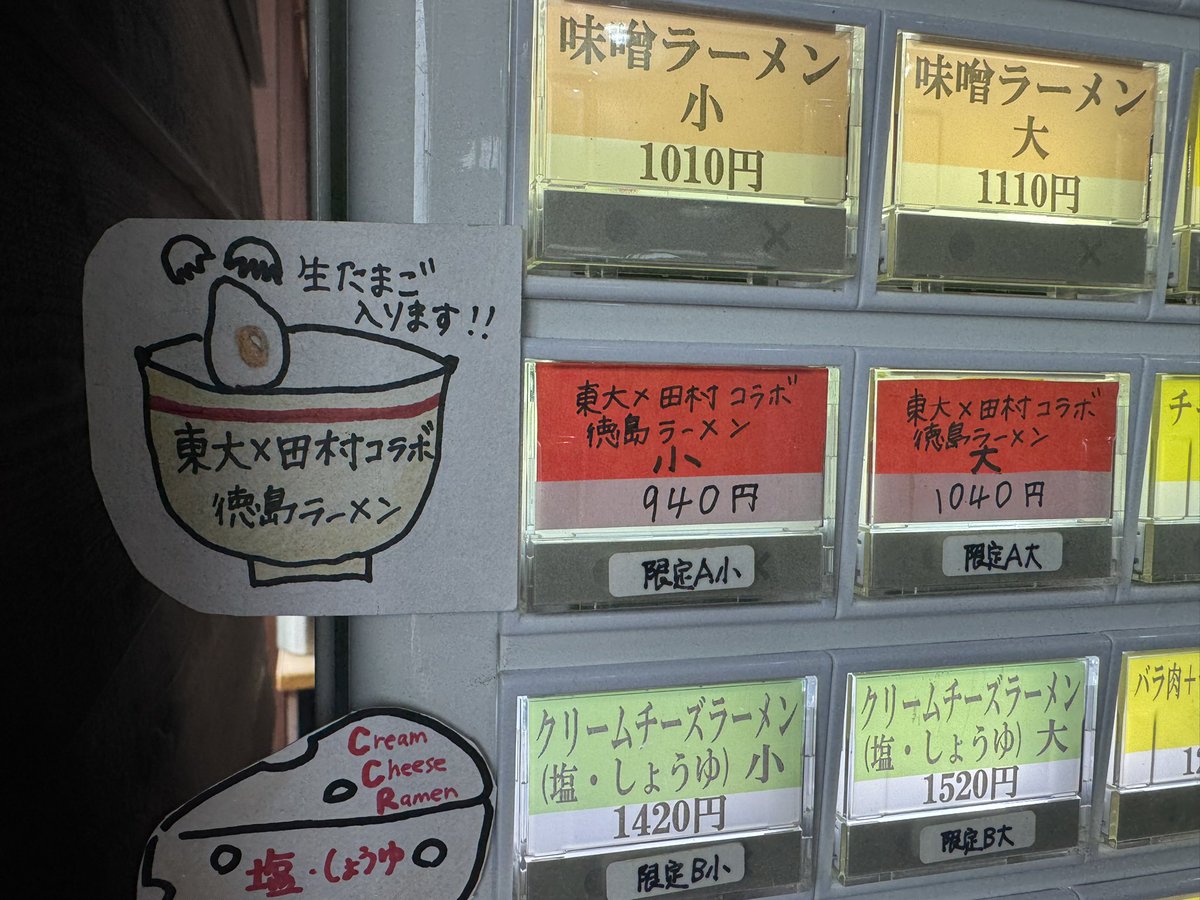 味噌ラーメン
小
1010円
味噌ラーメン
大
1110円
生たまご
入ります!!
東大×田村コラボ
徳島ラーメン
東大×田村コラボ
徳島ラーメン
小
940円
限定A小
東大×田村コラボ
徳島ラーメン
大
1040円
限定A大
チ
Cream
Cheese
Ramen
塩・しょうゆ
クリームチーズラーメン
(塩・しょうゆ) 小
1420円
限定B小
クリームチーズラーメン
(塩・しょうゆ) 大
1520円
限定B大
バラ肉+